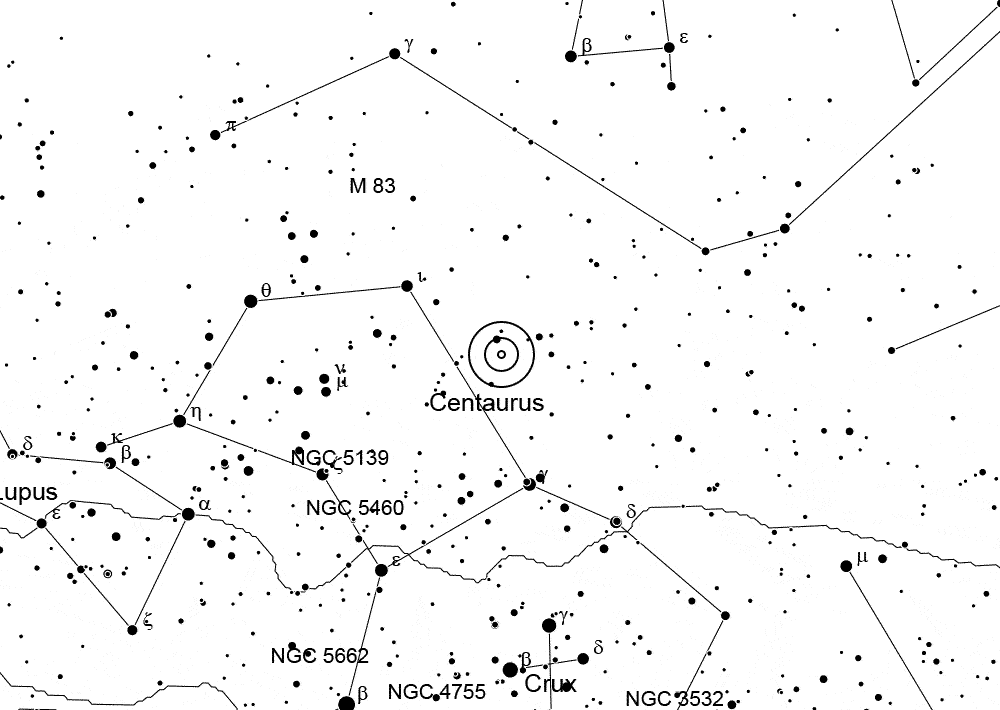 γ
β
ε
π
M 83
θ
ι
ν
μ
Centaurus
η
κ
β
δ
NGC 5139
ζ
γ
Lupus
ε
α
NGC 5460
δ
ε
μ
ζ
γ
NGC 5662
β
δ
β
NGC 4755
Crux
NGC 3532